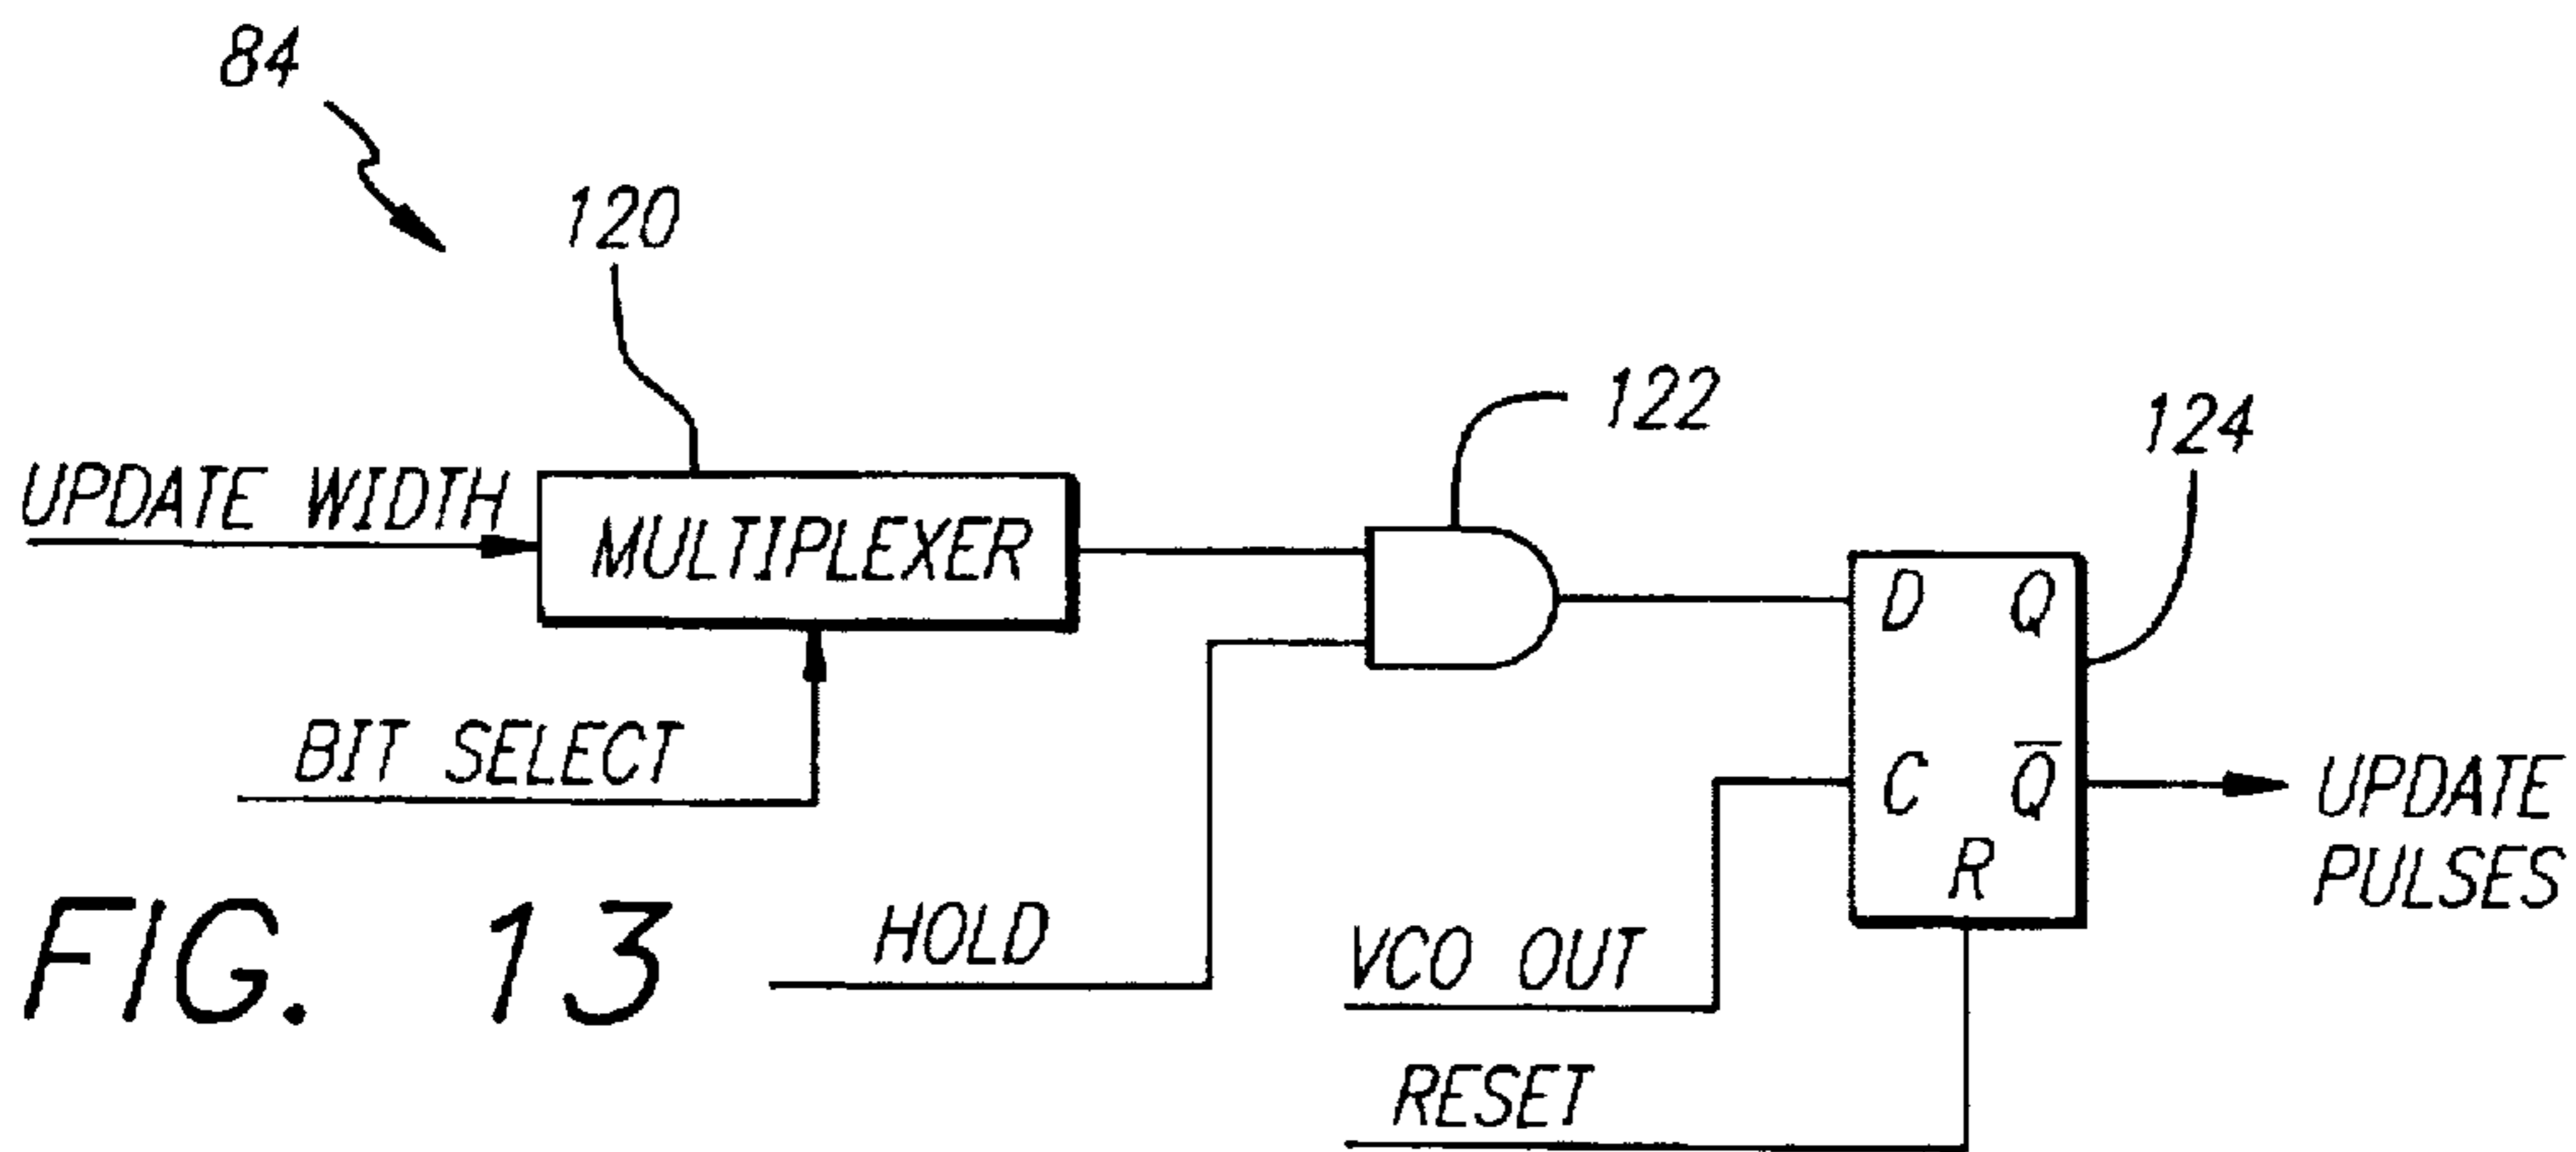 84
120
122
124
UPDATE WIDTH
MULTIPLEXER
D Q
BIT SELECT
C Q̅
UPDATE
PULSES
R
HOLD
VCO OUT
RESET
FIG. 13